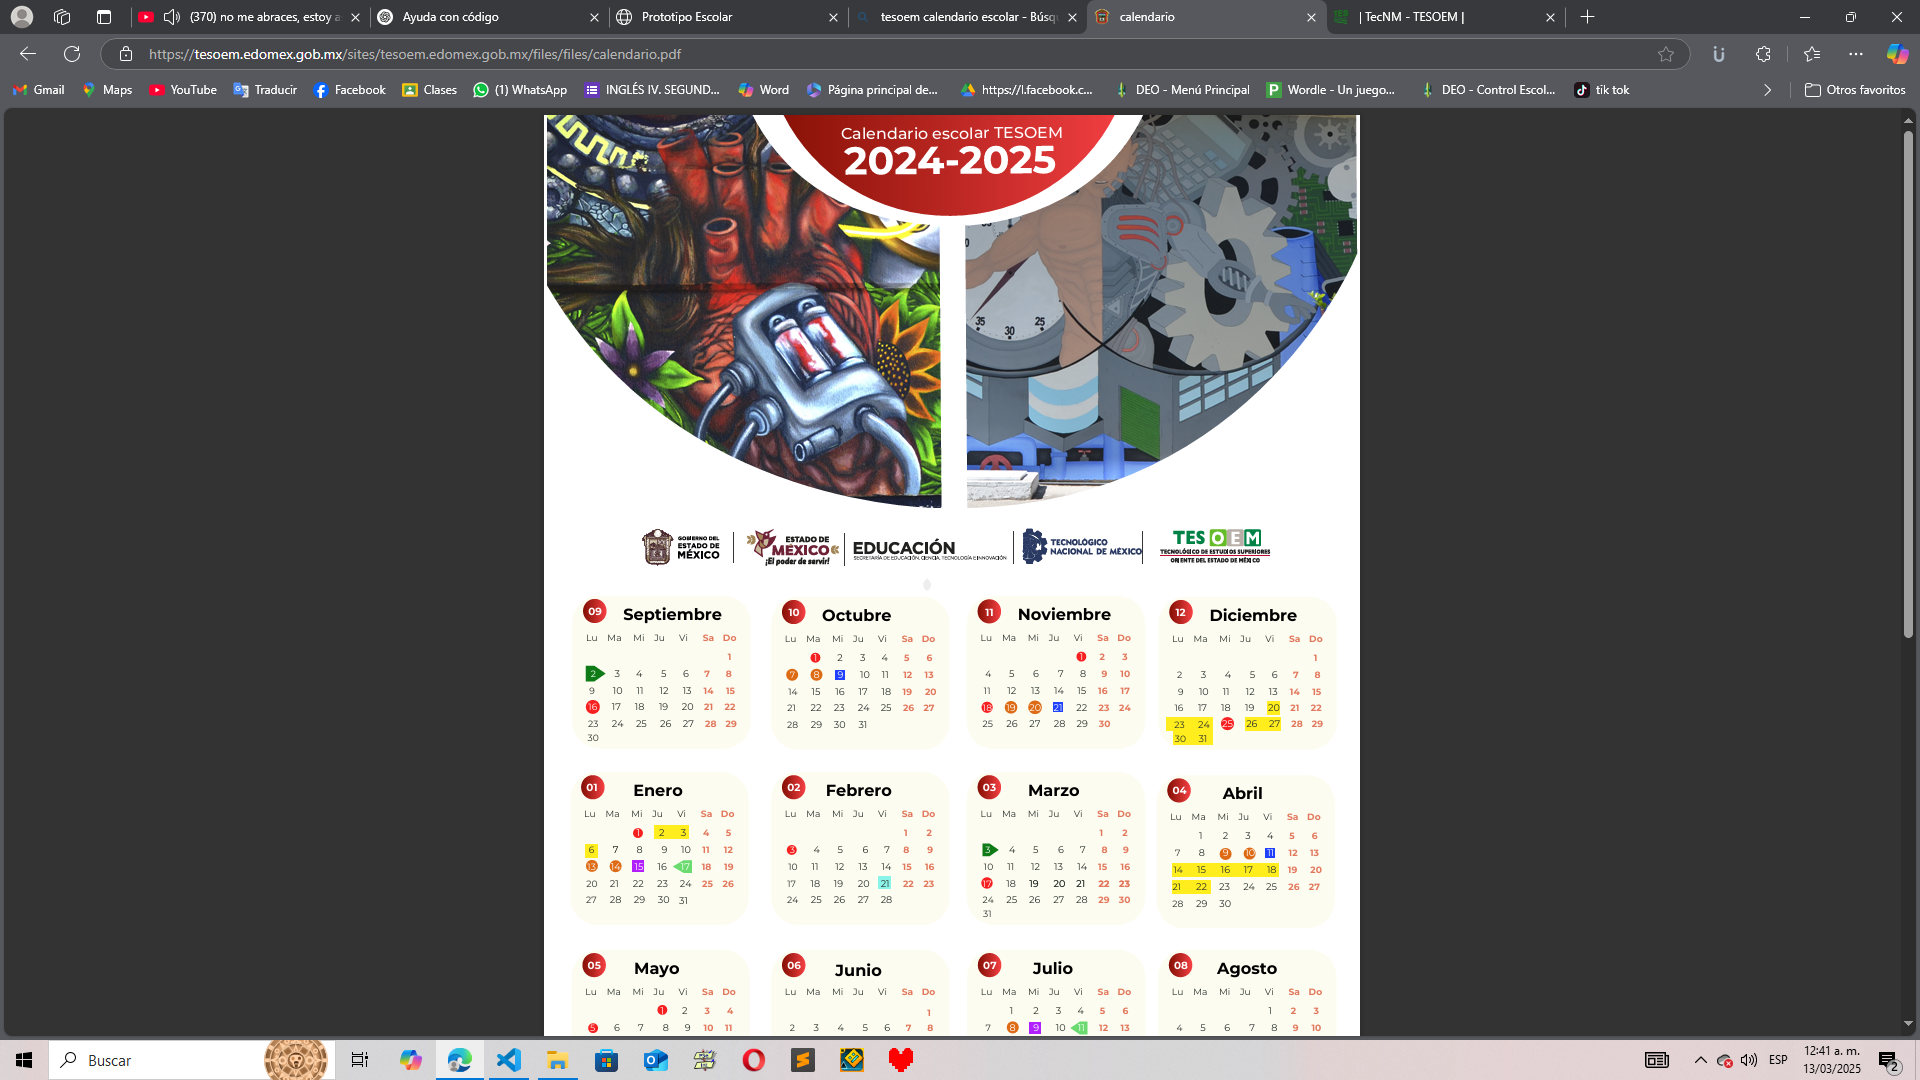 (370) no me abraces, estoy a
Ayuda con código
Prototipo Escolar
tesoem calendario escolar - Búsq
calendario
| TecNM - TESOEM |
https://tesoem.edomex.gob.mx/sites/tesoem.edomex.gob.mx/files/files/calendario.pdf
Gmail Maps YouTube Traducir Facebook Clases (1) WhatsApp INGLÉS IV. SEGUND... Word Página principal de... https://l.facebook.c... DEO - Menú Principal Wordle - Un juego... DEO - Control Escol... tik tok Otros favoritos
Calendario escolar TESOEM
2024-2025
35 30 25
GOBIERNO DEL
ESTADO DE
MÉXICO
ESTADO DE
MÉXICO
¡El poder de servir!
EDUCACIÓN
SECRETARÍA DE EDUCACIÓN, CIENCIA, TECNOLOGÍA E INNOVACIÓN
TECNOLÓGICO
NACIONAL DE MÉXICO
TESOEM
TECNOLÓGICO DE ESTUDIOS SUPERIORES
ORIENTE DEL ESTADO DE MÉXICO
09 Septiembre
Lu Ma Mi Ju Vi Sa Do
1
2 3 4 5 6 7 8
9 10 11 12 13 14 15
16 17 18 19 20 21 22
23 24 25 26 27 28 29
30
10 Octubre
Lu Ma Mi Ju Vi Sa Do
1 2 3 4 5 6
7 8 9 10 11 12 13
14 15 16 17 18 19 20
21 22 23 24 25 26 27
28 29 30 31
11 Noviembre
Lu Ma Mi Ju Vi Sa Do
1 2 3
4 5 6 7 8 9 10
11 12 13 14 15 16 17
18 19 20 21 22 23 24
25 26 27 28 29 30
12 Diciembre
Lu Ma Mi Ju Vi Sa Do
1
2 3 4 5 6 7 8
9 10 11 12 13 14 15
16 17 18 19 20 21 22
23 24 25 26 27 28 29
30 31
01 Enero
Lu Ma Mi Ju Vi Sa Do
1 2 3 4 5
6 7 8 9 10 11 12
13 14 15 16 17 18 19
20 21 22 23 24 25 26
27 28 29 30 31
02 Febrero
Lu Ma Mi Ju Vi Sa Do
1 2
3 4 5 6 7 8 9
10 11 12 13 14 15 16
17 18 19 20 21 22 23
24 25 26 27 28
03 Marzo
Lu Ma Mi Ju Vi Sa Do
1 2
3 4 5 6 7 8 9
10 11 12 13 14 15 16
17 18 19 20 21 22 23
24 25 26 27 28 29 30
31
04 Abril
Lu Ma Mi Ju Vi Sa Do
1 2 3 4 5 6
7 8 9 10 11 12 13
14 15 16 17 18 19 20
21 22 23 24 25 26 27
28 29 30
05 Mayo
Lu Ma Mi Ju Vi Sa Do
1 2 3 4
5 6 7 8 9 10 11
06 Junio
Lu Ma Mi Ju Vi Sa Do
1
2 3 4 5 6 7 8
07 Julio
Lu Ma Mi Ju Vi Sa Do
1 2 3 4 5 6
7 8 9 10 11 12 13
08 Agosto
Lu Ma Mi Ju Vi Sa Do
1 2 3
4 5 6 7 8 9 10
Buscar
ESP
12:41 a. m.
13/03/2025
2